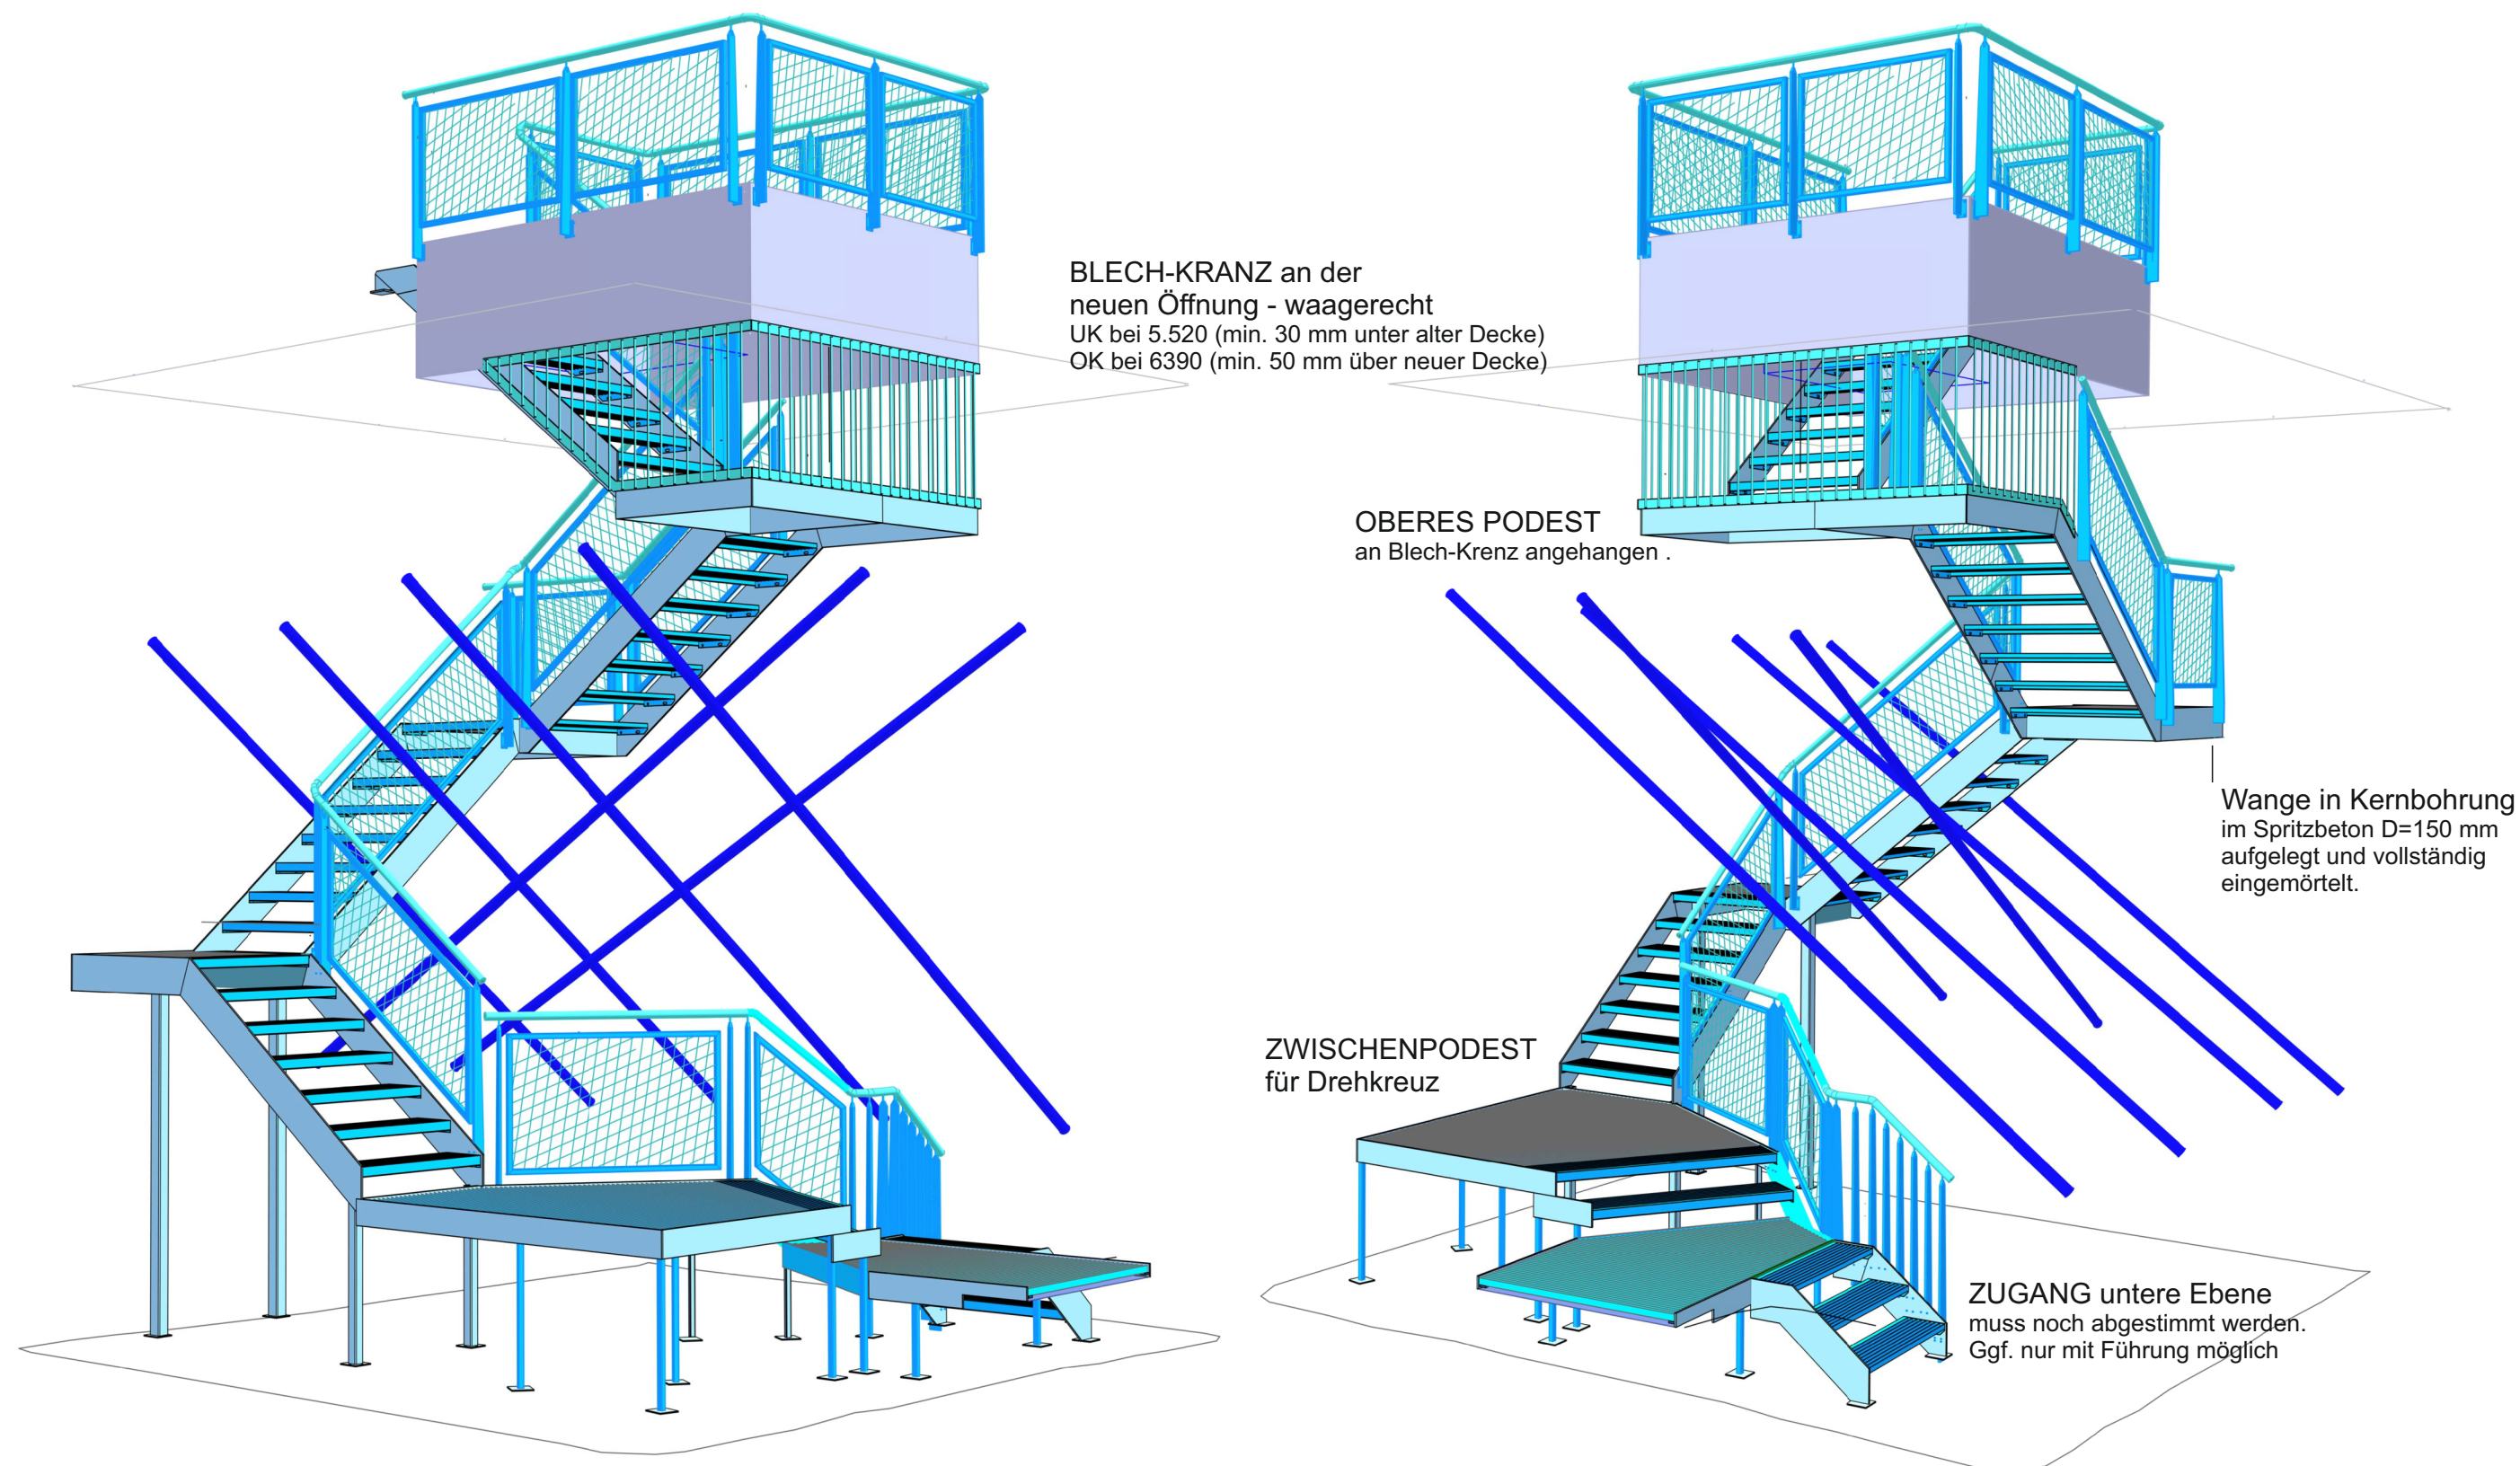 BLECH-KRANZ an der
neuen Öffnung - waagerecht
UK bei 5.520 (min. 30 mm unter alter Decke)
OK bei 6390 (min. 50 mm über neuer Decke)
OBERES PODEST
an Blech-Krenz angehangen .
Wange in Kernbohrung
im Spritzbeton D=150 mm
aufgelegt und vollständig
eingemörtelt.
ZWISCHENPODEST
für Drehkreuz
ZUGANG untere Ebene
muss noch abgestimmt werden.
Ggf. nur mit Führung möglich